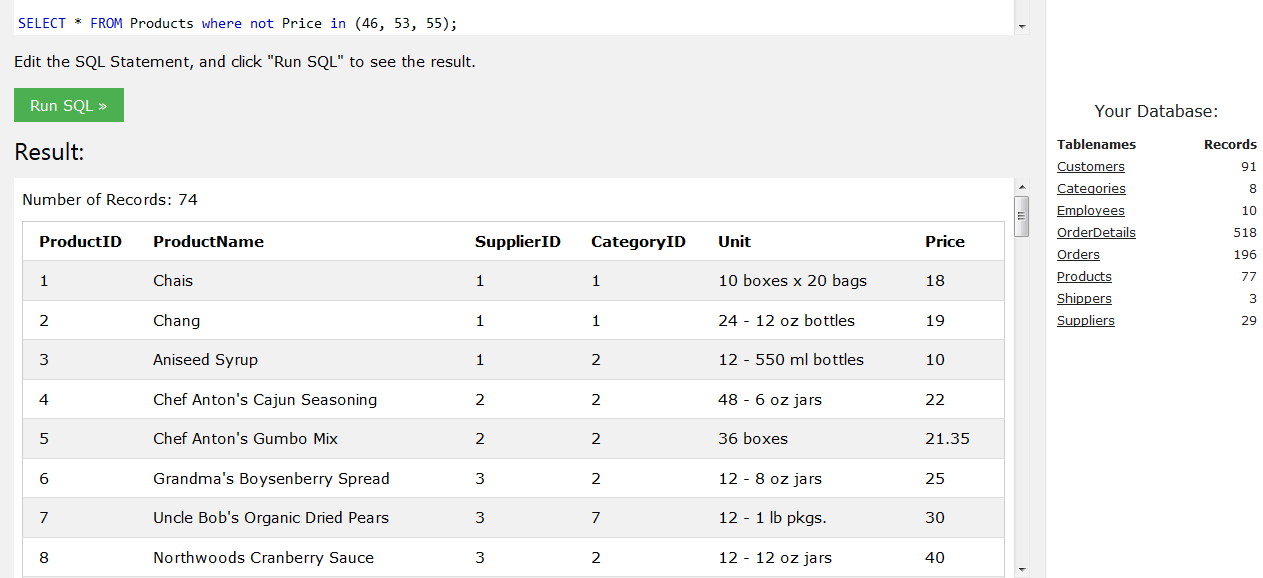 SELECT * FROM Products where not Price in (46, 53, 55);
Edit the SQL Statement, and click "Run SQL" to see the result.
Run SQL »
Result:
Number of Records: 74
ProductID ProductName SupplierID CategoryID Unit Price
1 Chais 1 1 10 boxes x 20 bags 18
2 Chang 1 1 24 - 12 oz bottles 19
3 Aniseed Syrup 1 2 12 - 550 ml bottles 10
4 Chef Anton's Cajun Seasoning 2 2 48 - 6 oz jars 22
5 Chef Anton's Gumbo Mix 2 2 36 boxes 21.35
6 Grandma's Boysenberry Spread 3 2 12 - 8 oz jars 25
7 Uncle Bob's Organic Dried Pears 3 7 12 - 1 lb pkgs. 30
8 Northwoods Cranberry Sauce 3 2 12 - 12 oz jars 40
Your Database:
Tablenames Records
Customers 91
Categories 8
Employees 10
OrderDetails 518
Orders 196
Products 77
Shippers 3
Suppliers 29